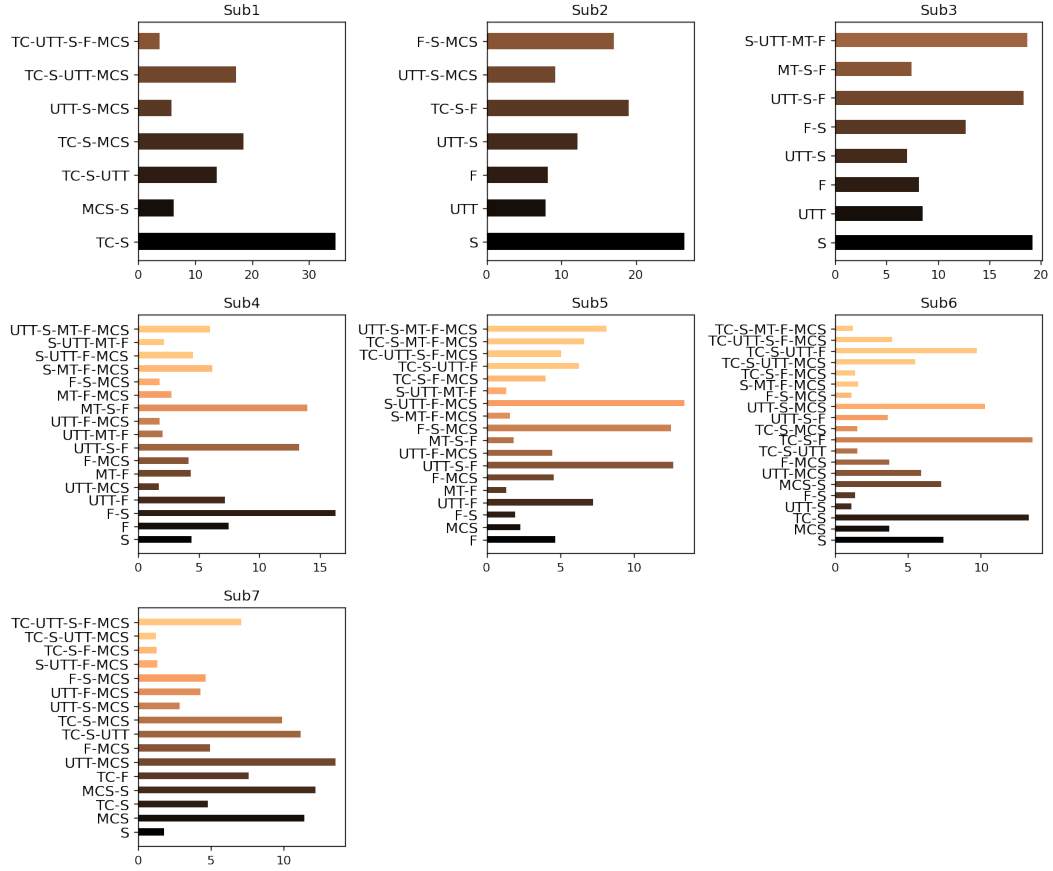 Sub1
TC-UTT-S-F-MCS
TC-S-UTT-MCS
UTT-S-MCS
TC-S-MCS
TC-S-UTT
MCS-S
TC-S
0 10 20 30
Sub2
F-S-MCS
UTT-S-MCS
TC-S-F
UTT-S
F
UTT
S
0 10 20
Sub3
S-UTT-MT-F
MT-S-F
UTT-S-F
F-S
UTT-S
F
UTT
S
0 5 10 15 20
Sub4
UTT-S-MT-F-MCS
S-UTT-MT-F
S-UTT-F-MCS
S-MT-F-MCS
F-S-MCS
MT-F-MCS
MT-S-F
UTT-F-MCS
UTT-MT-F
UTT-S-F
F-MCS
MT-F
UTT-MCS
UTT-F
F-S
F
S
0 5 10 15
Sub5
UTT-S-MT-F-MCS
TC-S-MT-F-MCS
TC-UTT-S-F-MCS
TC-S-UTT-F
TC-S-F-MCS
S-UTT-MT-F
S-UTT-F-MCS
S-MT-F-MCS
F-S-MCS
MT-S-F
UTT-F-MCS
UTT-S-F
F-MCS
MT-F
UTT-F
F-S
MCS
F
0 5 10
Sub6
TC-S-MT-F-MCS
TC-UTT-S-F-MCS
TC-S-UTT-F
TC-S-UTT-MCS
TC-S-F-MCS
S-MT-F-MCS
F-S-MCS
UTT-S-MCS
UTT-S-F
TC-S-MCS
TC-S-F
TC-S-UTT
F-MCS
UTT-MCS
MCS-S
F-S
UTT-S
TC-S
MCS
S
0 5 10
Sub7
TC-UTT-S-F-MCS
TC-S-UTT-MCS
TC-S-F-MCS
S-UTT-F-MCS
F-S-MCS
UTT-F-MCS
UTT-S-MCS
TC-S-MCS
TC-S-UTT
F-MCS
UTT-MCS
TC-F
MCS-S
TC-S
MCS
S
0 5 10